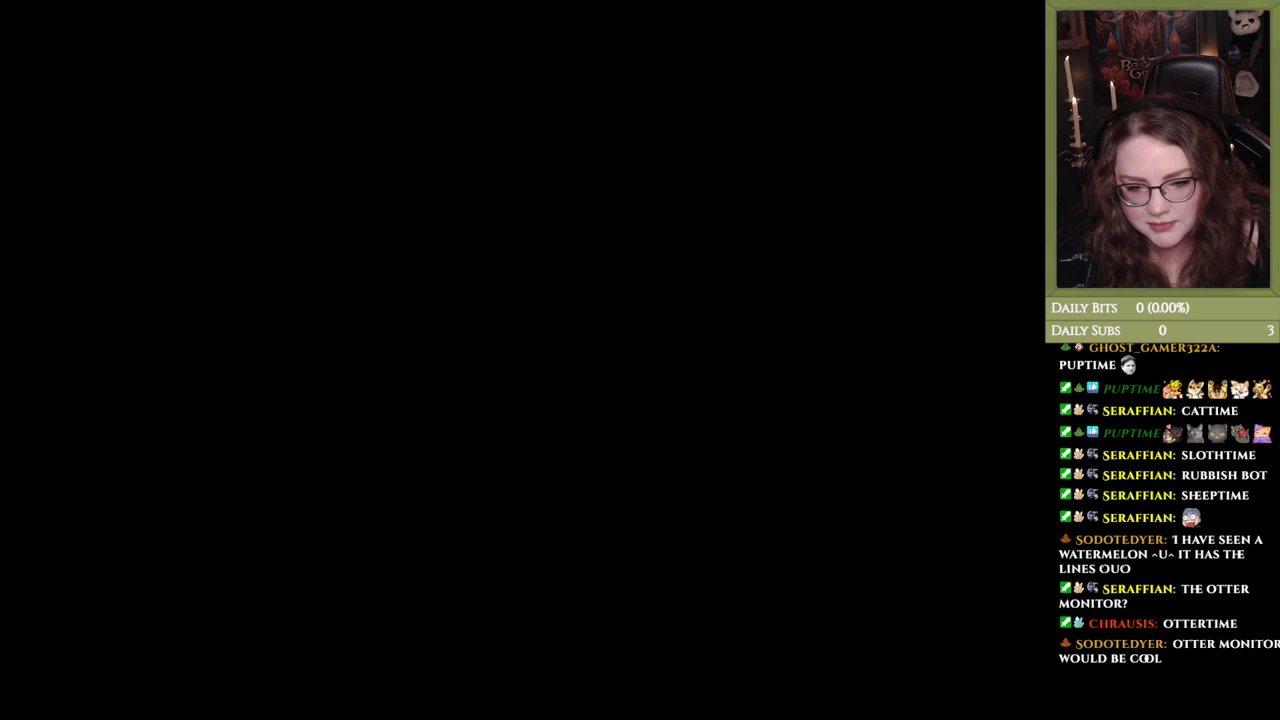 Daily Bits 0 (0.00%)
Daily Subs 0 3
Ghost_Gamer322a:
puptime
PupTime
Seraffian: cattime
PupTime
Seraffian: slothtime
Seraffian: rubbish bot
Seraffian: sheeptime
Seraffian:
Sodotedyer: I have seen a
watermelon ^u^ it has the
lines ouo
Seraffian: the otter
monitor?
Chrausis: ottertime
Sodotedyer: otter monitor
would be cool